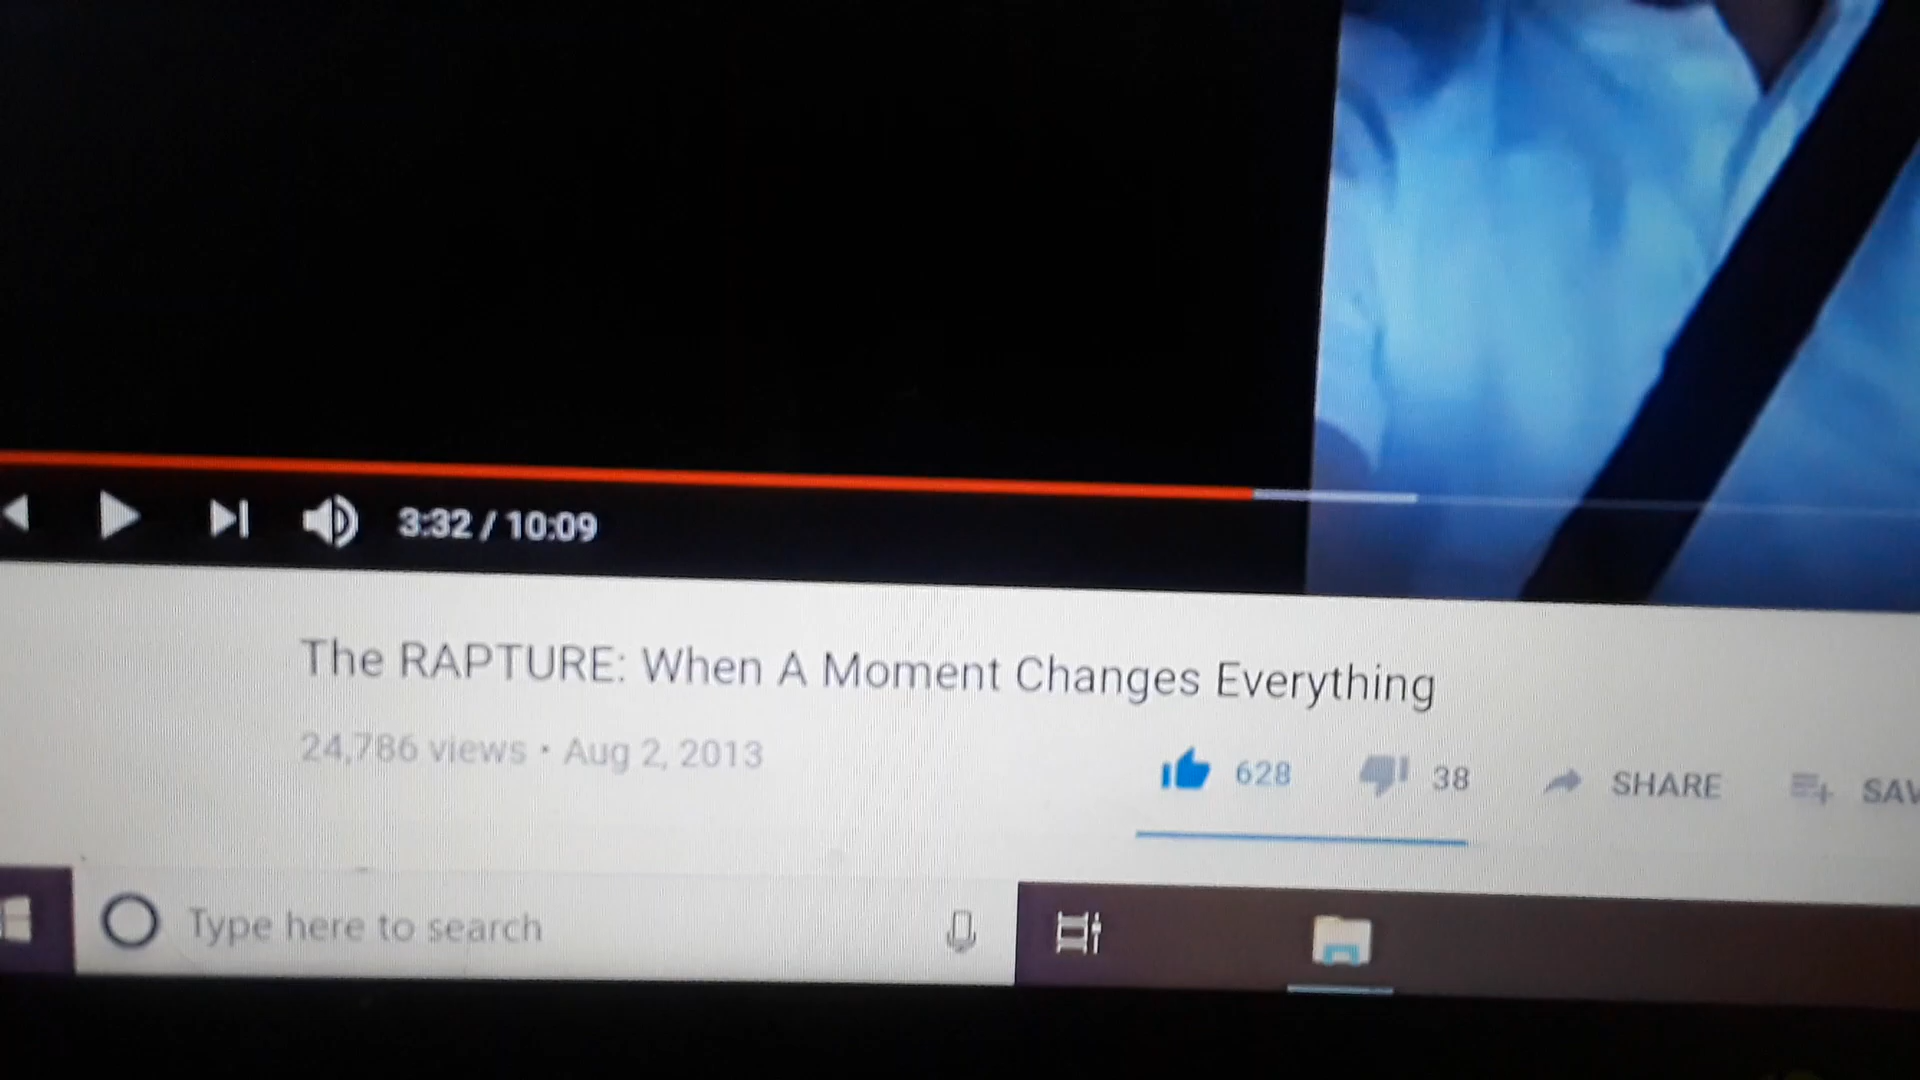 3:32 / 10:09
The RAPTURE: When A Moment Changes Everything
24,786 views • Aug 2, 2013
628 38 SHARE SAV
Type here to search